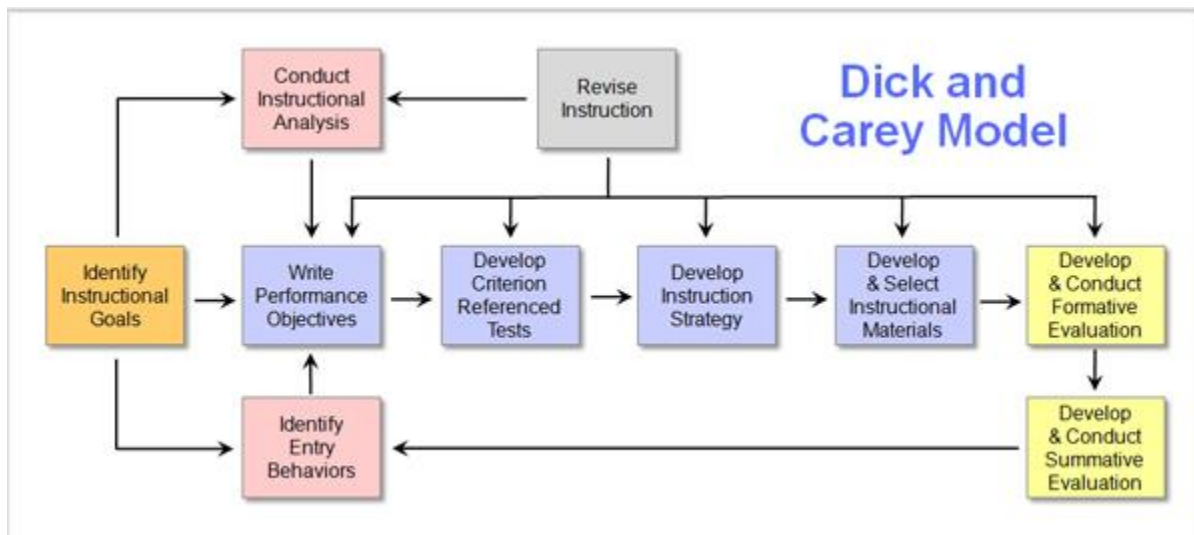 Conduct
Instructional
Analysis
Revise
Instruction
Dick and
Carey Model
Identify
Instructional
Goals
Write
Performance
Objectives
Develop
Criterion
Referenced
Tests
Develop
Instruction
Strategy
Develop
& Select
Instructional
Materials
Develop
& Conduct
Formative
Evaluation
Identify
Entry
Behaviors
Develop
& Conduct
Summative
Evaluation